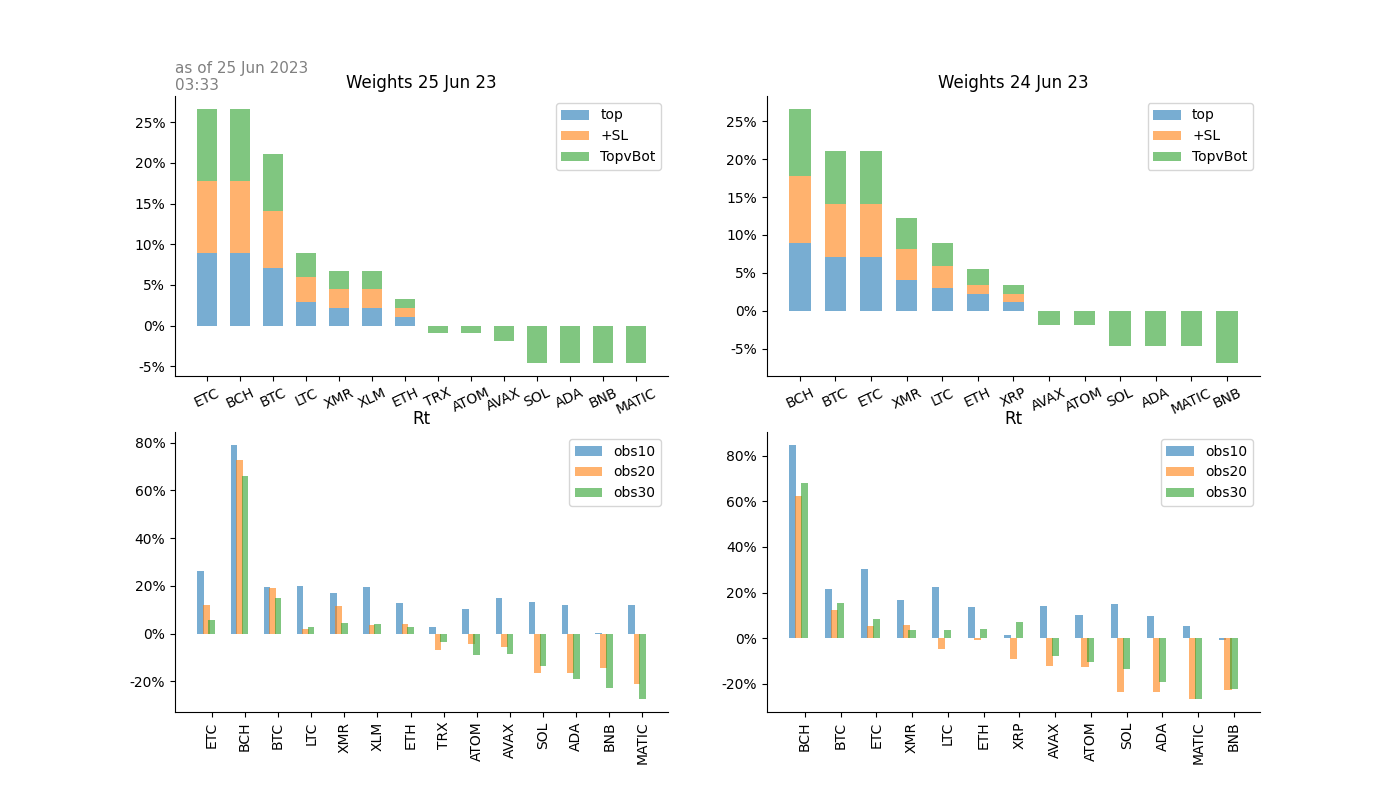 as of 25 Jun 2023
03:33
Weights 25 Jun 23
Weights 24 Jun 23
top
+SL
TopvBot
25%
20%
15%
10%
5%
0%
-5%
ETC BCH BTC LTC XMR XLM ETH TRX ATOM AVAX SOL ADA BNB MATIC
top
+SL
TopvBot
25%
20%
15%
10%
5%
0%
-5%
BCH BTC ETC XMR LTC ETH XRP AVAX ATOM SOL ADA MATIC BNB
Rt
obs10
obs20
obs30
80%
60%
40%
20%
0%
-20%
ETC BCH BTC LTC XMR XLM ETH TRX ATOM AVAX SOL ADA BNB MATIC
Rt
obs10
obs20
obs30
80%
60%
40%
20%
0%
-20%
BCH BTC ETC XMR LTC ETH XRP AVAX ATOM SOL ADA MATIC BNB